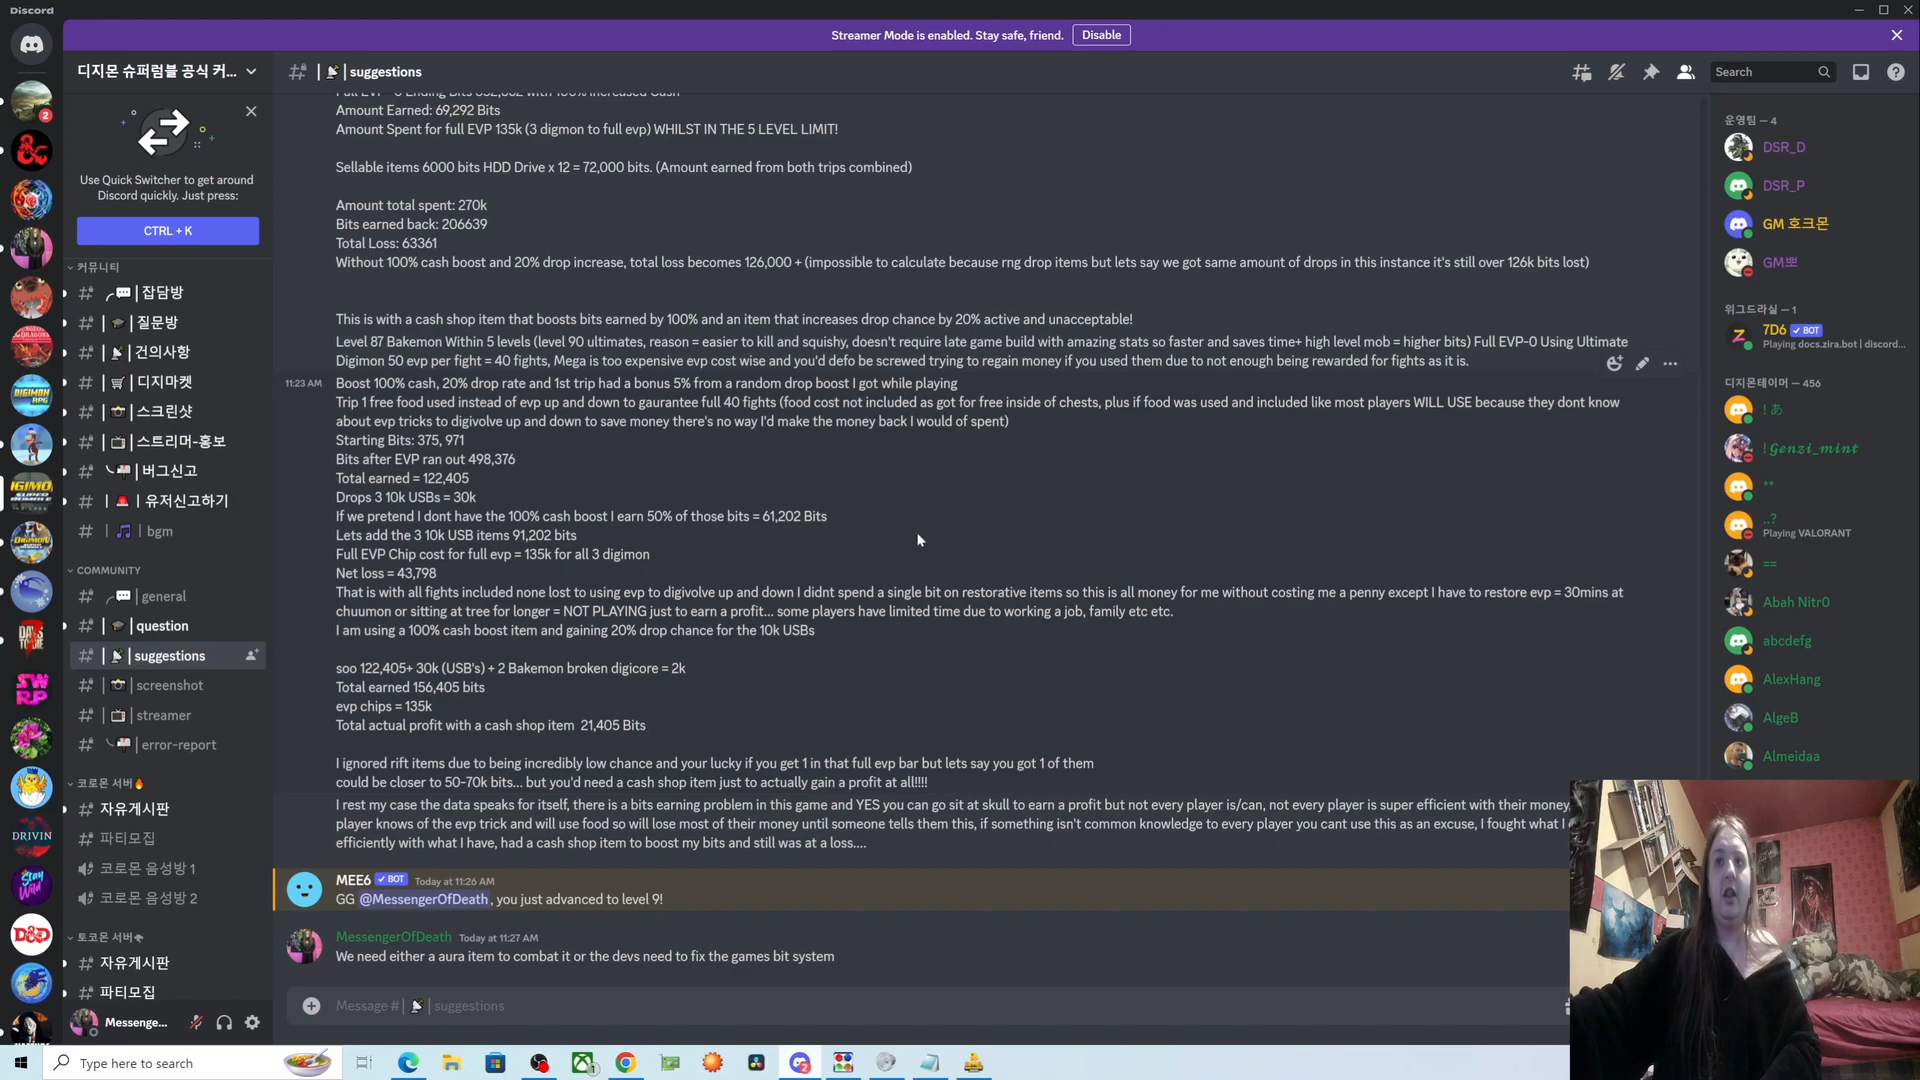 Discord
Streamer Mode is enabled. Stay safe, friend.
Disable
디지몬 슈퍼럼블 공식 커...
suggestions
Search
Use Quick Switcher to get around
Discord quickly. Just press:
CTRL + K
커뮤니티
잡담방
질문방
건의사항
디지마켓
스크린샷
스트리머-홍보
버그신고
유저신고하기
bgm
COMMUNITY
general
question
suggestions
screenshot
streamer
error-report
코로몬 서버
자유게시판
파티모집
코로몬 음성방 1
코로몬 음성방 2
토코몬 서버
자유게시판
파티모집
Messenge...
Amount Earned: 69,292 Bits
Amount Spent for full EVP 135k (3 digmon to full evp) WHILST IN THE 5 LEVEL LIMIT!
Sellable items 6000 bits HDD Drive x 12 = 72,000 bits. (Amount earned from both trips combined)
Amount total spent: 270k
Bits earned back: 206639
Total Loss: 63361
Without 100% cash boost and 20% drop increase, total loss becomes 126,000 + (impossible to calculate because rng drop items but lets say we got same amount of drops in this instance it's still over 126k bits lost)
This is with a cash shop item that boosts bits earned by 100% and an item that increases drop chance by 20% active and unacceptable!
Level 87 Bakemon Within 5 levels (level 90 ultimates, reason = easier to kill and squishy, doesn't require late game build with amazing stats so faster and saves time+ high level mob = higher bits) Full EVP-0 Using Ultimate
Digimon 50 evp per fight = 40 fights, Mega is too expensive evp cost wise and you'd defo be screwed trying to regain money if you used them due to not enough being rewarded for fights as it is.
11:23 AM
Boost 100% cash, 20% drop rate and 1st trip had a bonus 5% from a random drop boost I got while playing
Trip 1 free food used instead of evp up and down to gaurantee full 40 fights (food cost not included as got for free inside of chests, plus if food was used and included like most players WILL USE because they dont know
about evp tricks to digivolve up and down to save money there's no way I'd make the money back I would of spent)
Starting Bits: 375, 971
Bits after EVP ran out 498,376
Total earned = 122,405
Drops 3 10k USBs = 30k
If we pretend I dont have the 100% cash boost I earn 50% of those bits = 61,202 Bits
Lets add the 3 10k USB items 91,202 bits
Full EVP Chip cost for full evp = 135k for all 3 digimon
Net loss = 43,798
That is with all fights included none lost to using evp to digivolve up and down I didnt spend a single bit on restorative items so this is all money for me without costing me a penny except I have to restore evp = 30mins at
chuumon or sitting at tree for longer = NOT PLAYING just to earn a profit... some players have limited time due to working a job, family etc etc.
I am using a 100% cash boost item and gaining 20% drop chance for the 10k USBs
soo 122,405+ 30k (USB's) + 2 Bakemon broken digicore = 2k
Total earned 156,405 bits
evp chips = 135k
Total actual profit with a cash shop item 21,405 Bits
I ignored rift items due to being incredibly low chance and your lucky if you get 1 in that full evp bar but lets say you got 1 of them
could be closer to 50-70k bits... but you'd need a cash shop item just to actually gain a profit at all!!!!
I rest my case the data speaks for itself, there is a bits earning problem in this game and YES you can go sit at skull to earn a profit but not every player is/can, not every player is super efficient with their money,
player knows of the evp trick and will use food so will lose most of their money until someone tells them this, if something isn't common knowledge to every player you cant use this as an excuse, I fought what I
efficiently with what I have, had a cash shop item to boost my bits and still was at a loss....
MEE6 BOT Today at 11:26 AM
GG @MessengerOfDeath, you just advanced to level 9!
MessengerOfDeath Today at 11:27 AM
We need either a aura item to combat it or the devs need to fix the games bit system
Message # | | suggestions
운영팀 — 4
DSR_D
DSR_P
GM 호크몬
GM뽀
위그드라실 — 1
7D6 BOT
Playing docs.zira.bot | discord...
디지몬테이머 — 456
! あ
! Genzi_mint
**
..?
Playing VALORANT
==
Abah Nitr0
abcdefg
AlexHang
AlgeB
Almeidaa
DRIVIN
Type here to search